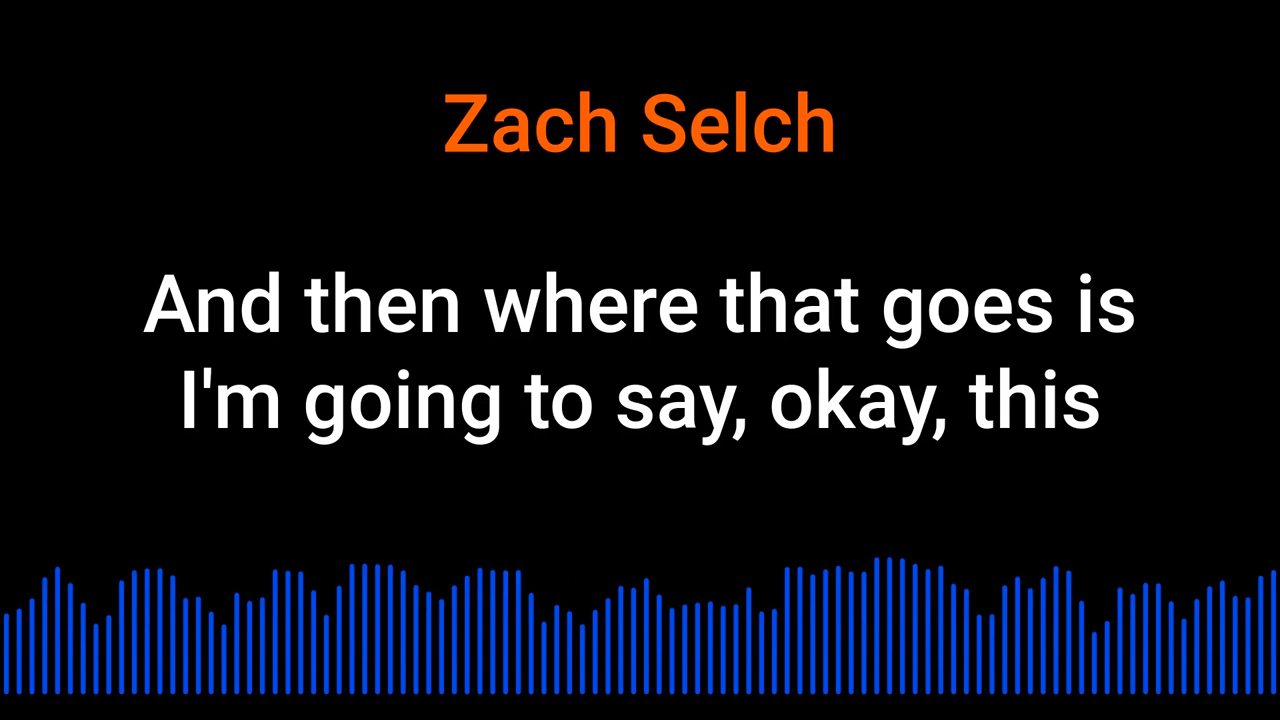 Zach Selch
And then where that goes is
I'm going to say, okay, this